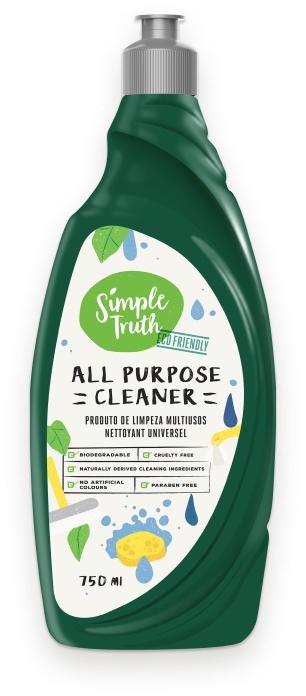 Simple
Truth
ECO FRIENDLY
ALL PURPOSE
CLEANER
PRODUTO DE LIMPEZA MULTIUSOS
NETTOYANT UNIVERSEL
BIODEGRADABLE CRUELTY FREE
NATURALLY DERIVED CLEANING INGREDIENTS
NO ARTIFICIAL
COLOURS PARABEN FREE
750 ml